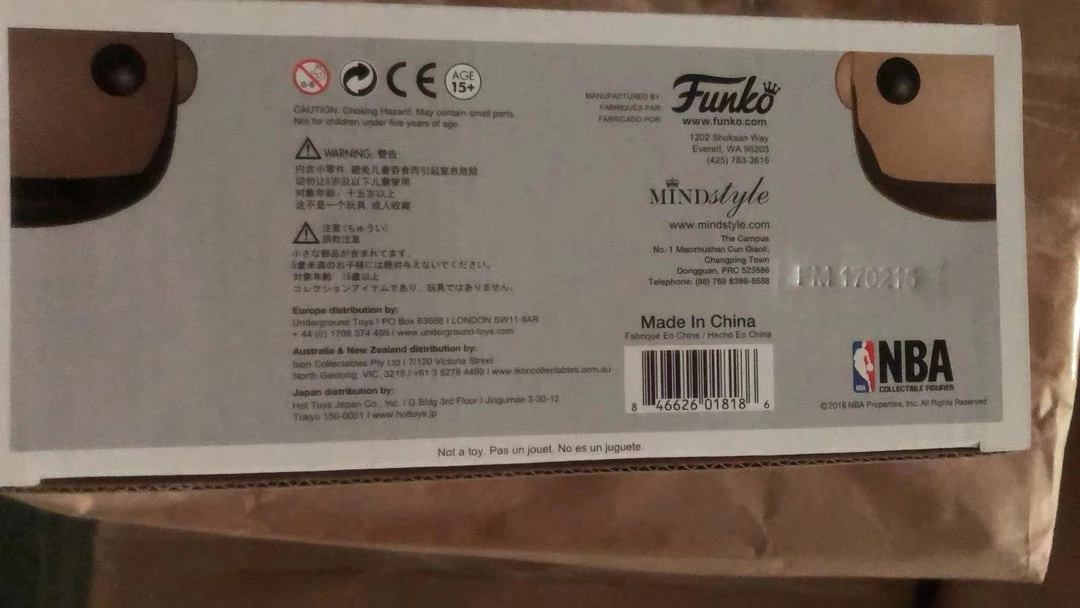 0-5
CE
AGE
15+
CAUTION: Choking Hazard. May contain small parts.
Not for children under five years of age.
WARNING: 警告
内含小零件, 避免儿童吞食而引起窒息危险
切勿让5岁及以下儿童使用
对象年龄: 十五岁以上
这不是一个玩具, 成人收藏
注意 (ちゅうい)
誤飲注意
小さな部品が含まれてます。
5歳未満のお子様には絶対与えないでください。
対象年齢 15歳以上
コレクションアイテムであり、玩具ではありません。
Europe distribution by:
Underground Toys I PO Box 63668 I LONDON SW11 9AR
+ 44 (0) 1708 374 499 I www.underground-toys.com
Australia & New Zealand distribution by:
Ikon Collectables Pty Ltd I 7/130 Victoria Street
North Geelong. VIC. 3215 I +61 3 5278 4499 I www.ikoncollectables.com.au
Japan distribution by:
Hot Toys Japan Co., Inc. I G Bldg 3rd Floor I Jingumae 3-30-12
Tokyo 150-0001 I www.hottoys.jp
MANUFACTURED BY:
FABRIQUÉS PAR:
FABRICADO POR:
Funko
www.funko.com
1202 Shuksan Way
Everett, WA 98203
(425) 783-3616
MINDstyle
www.mindstyle.com
The Campus
No. 1 Maozhushan Cun Qiaoli,
Changping Town
Dongguan, PRC 523586
Telephone: (86) 769 8399-9588
EM 170216
Made In China
Fabriqué En Chine / Hecho En China
8 46626 01818 6
NBA
NBA
COLLECTIBLE FIGURES
©2016 NBA Properties, Inc. All Rights Reserved
Not a toy. Pas un jouet. No es un juguete.